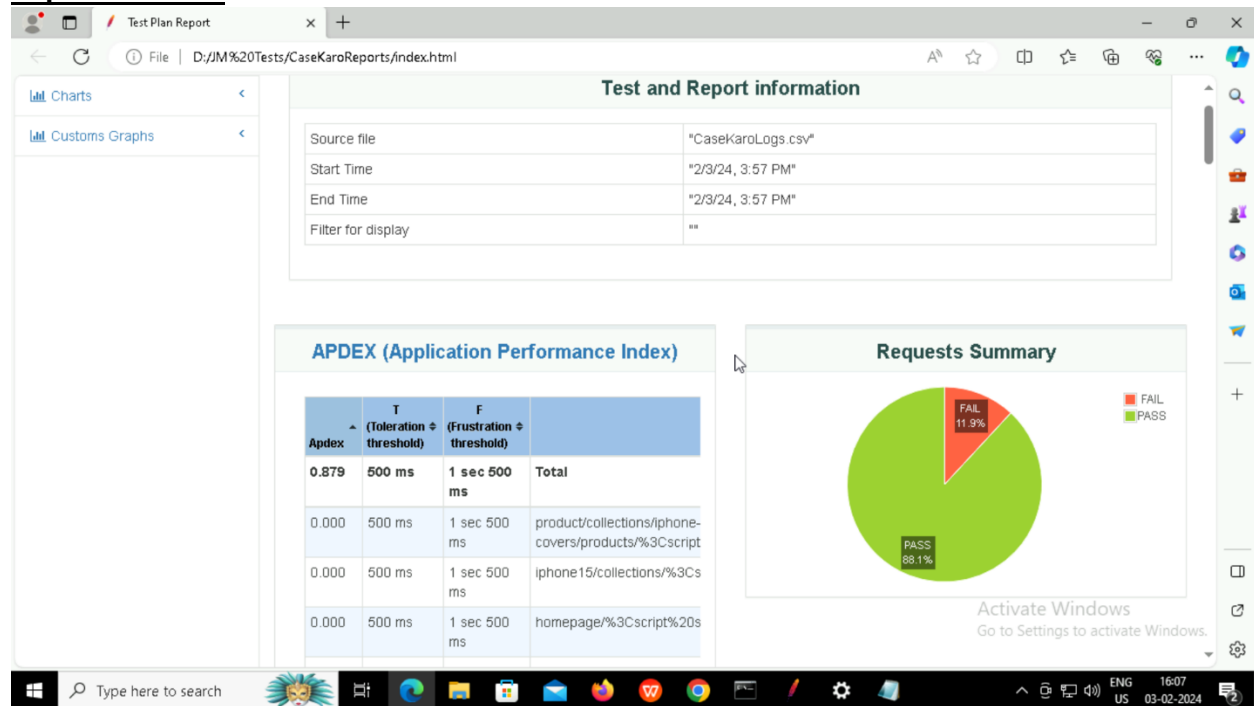 Test Plan Report
File | D:/JM%20Tests/CaseKaroReports/index.html
Charts
Customs Graphs
Test and Report information
Source file "CaseKaroLogs.csv"
Start Time "2/3/24, 3:57 PM"
End Time "2/3/24, 3:57 PM"
Filter for display ""
APDEX (Application Performance Index)
Apdex T (Toleration threshold) F (Frustration threshold)
0.879 500 ms 1 sec 500 ms Total
0.000 500 ms 1 sec 500 ms product/collections/iphone-covers/products/%3Cscript
0.000 500 ms 1 sec 500 ms iphone15/collections/%3Cs
0.000 500 ms 1 sec 500 ms homepage/%3Cscript%20s
Requests Summary
FAIL
PASS
FAIL
11.9%
PASS
88.1%
Activate Windows
Go to Settings to activate Windows.
Type here to search
ENG
US
16:07
03-02-2024
2